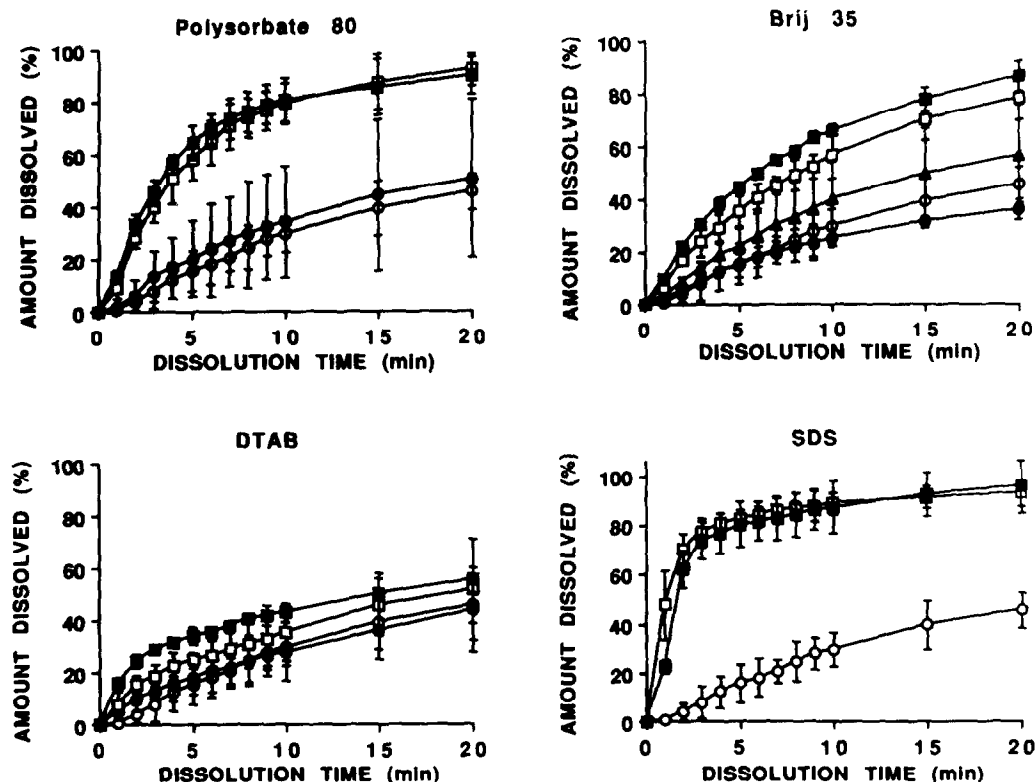 Polysorbate 80
AMOUNT DISSOLVED (%)
100
80
60
40
20
0
0 5 10 15 20
DISSOLUTION TIME (min)
Brij 35
AMOUNT DISSOLVED (%)
100
80
60
40
20
0
0 5 10 15 20
DISSOLUTION TIME (min)
DTAB
AMOUNT DISSOLVED (%)
100
80
60
40
20
0
0 5 10 15 20
DISSOLUTION TIME (min)
SDS
AMOUNT DISSOLVED (%)
100
80
60
40
20
0
0 5 10 15 20
DISSOLUTION TIME (min)